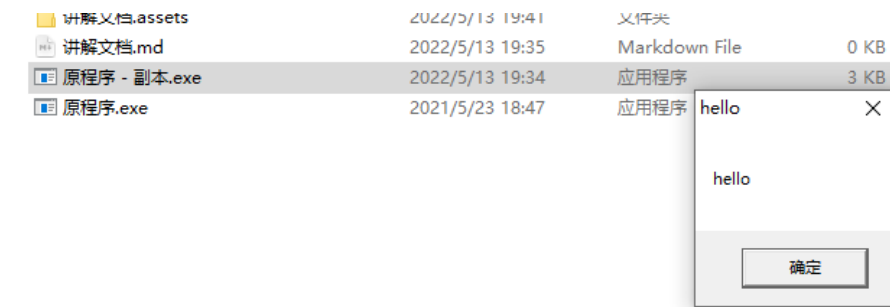 讲解文档.assets 2022/5/13 19:41 文件夹
讲解文档.md 2022/5/13 19:35 Markdown File 0 KB
原程序 - 副本.exe 2022/5/13 19:34 应用程序 3 KB
原程序.exe 2021/5/23 18:47 应用程序
hello
hello
确定